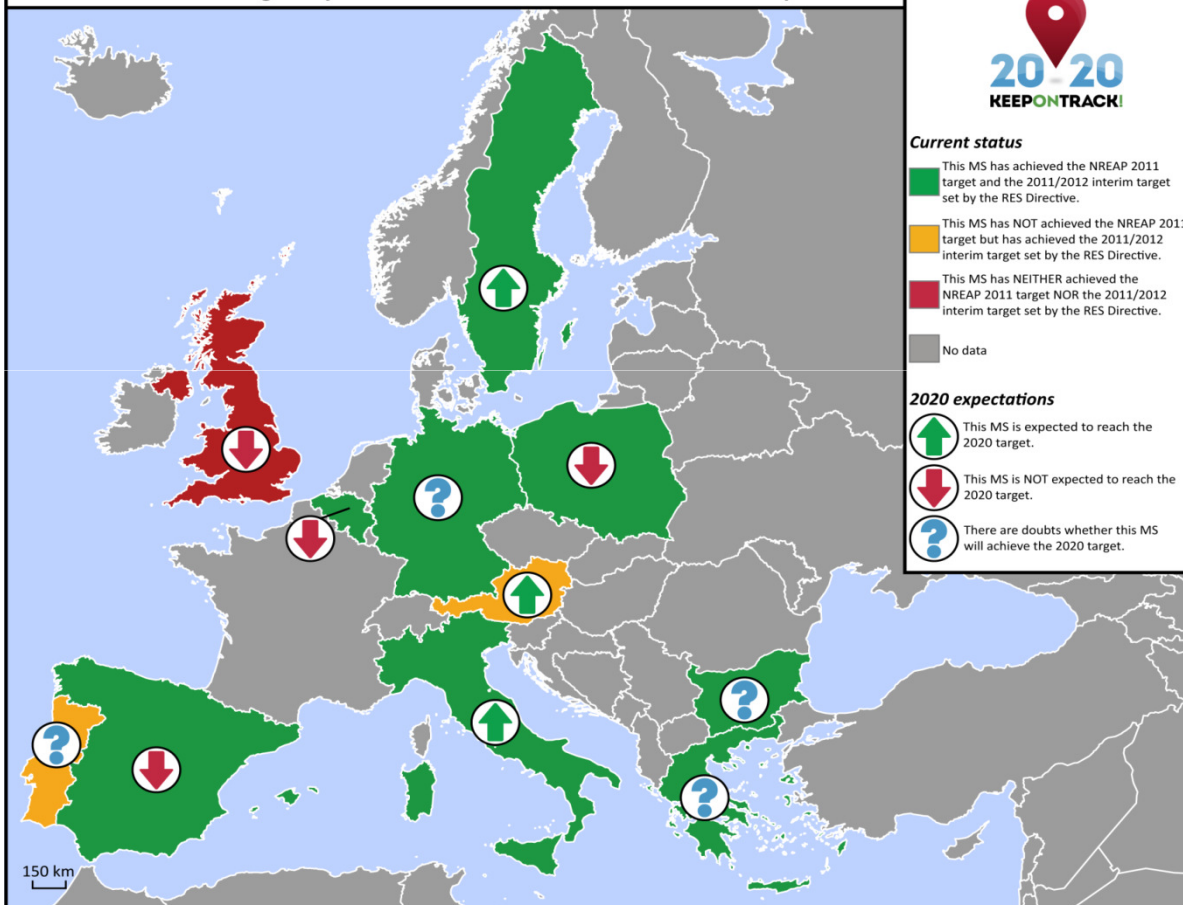 20 20
KEEPONTRACK!
Current status
This MS has achieved the NREAP 2011
target and the 2011/2012 interim target
set by the RES Directive.
This MS has NOT achieved the NREAP 2011
target but has achieved the 2011/2012
interim target set by the RES Directive.
This MS has NEITHER achieved the
NREAP 2011 target NOR the 2011/2012
interim target set by the RES Directive.
No data
2020 expectations
This MS is expected to reach the
2020 target.
This MS is NOT expected to reach the
2020 target.
? There are doubts whether this MS
will achieve the 2020 target.
?
?
?
?
150 km